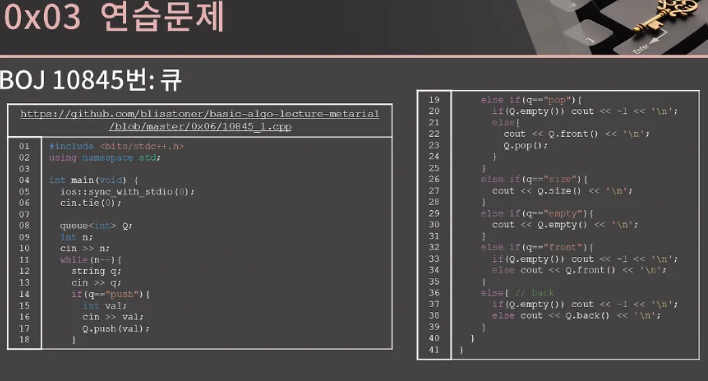 0x03 연습문제
BOJ 10845번: 큐
https://github.com/blisstoner/basic-algo-lecture-metarial
/blob/master/0x06/10845_1.cpp
01 #include <bits/stdc++.h>
02 using namespace std;
03
04 int main(void) {
05 ios::sync_with_stdio(0);
06 cin.tie(0);
07
08 queue<int> Q;
09 int n;
10 cin >> n;
11 while(n--){
12 string q;
13 cin >> q;
14 if(q=="push"){
15 int val;
16 cin >> val;
17 Q.push(val);
18 }
19 else if(q=="pop"){
20 if(Q.empty()) cout << -1 << '\n';
21 else{
22 cout << Q.front() << '\n';
23 Q.pop();
24 }
25 }
26 else if(q=="size"){
27 cout << Q.size() << '\n';
28 }
29 else if(q=="empty"){
30 cout << Q.empty() << '\n';
31 }
32 else if(q=="front"){
33 if(Q.empty()) cout << -1 << '\n';
34 else cout << Q.front() << '\n';
35 }
36 else{ // back
37 if(Q.empty()) cout << -1 << '\n';
38 else cout << Q.back() << '\n';
39 }
40 }
41 }
Enter